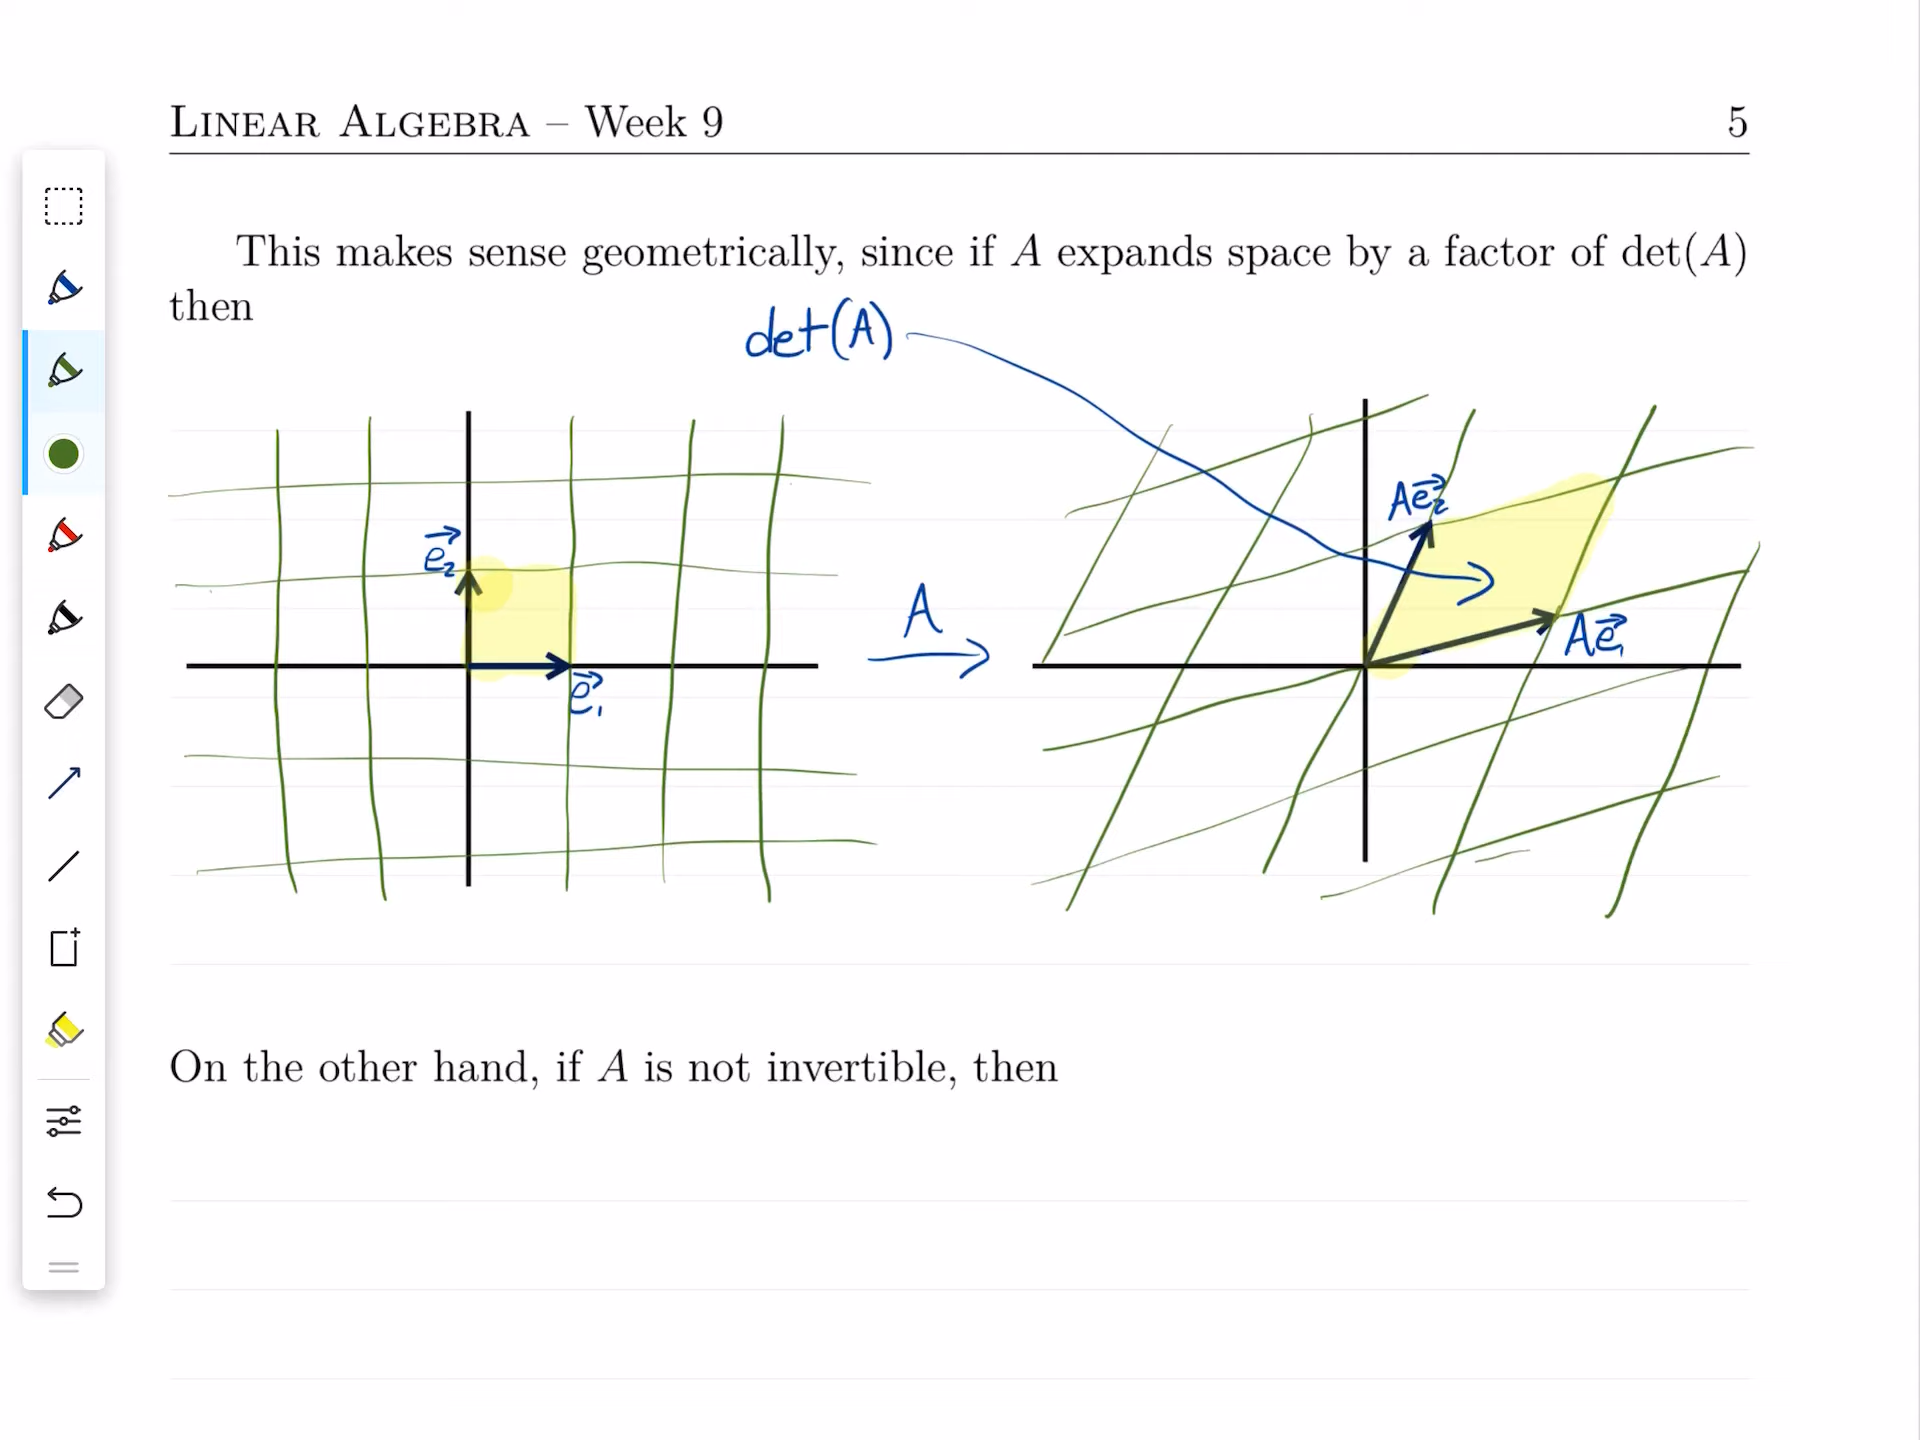 LINEAR ALGEBRA – Week 9 5
This makes sense geometrically, since if A expands space by a factor of det(A)
then
det(A)
e⃗₂
e⃗₁
A
Ae⃗₂
Ae⃗₁
On the other hand, if A is not invertible, then